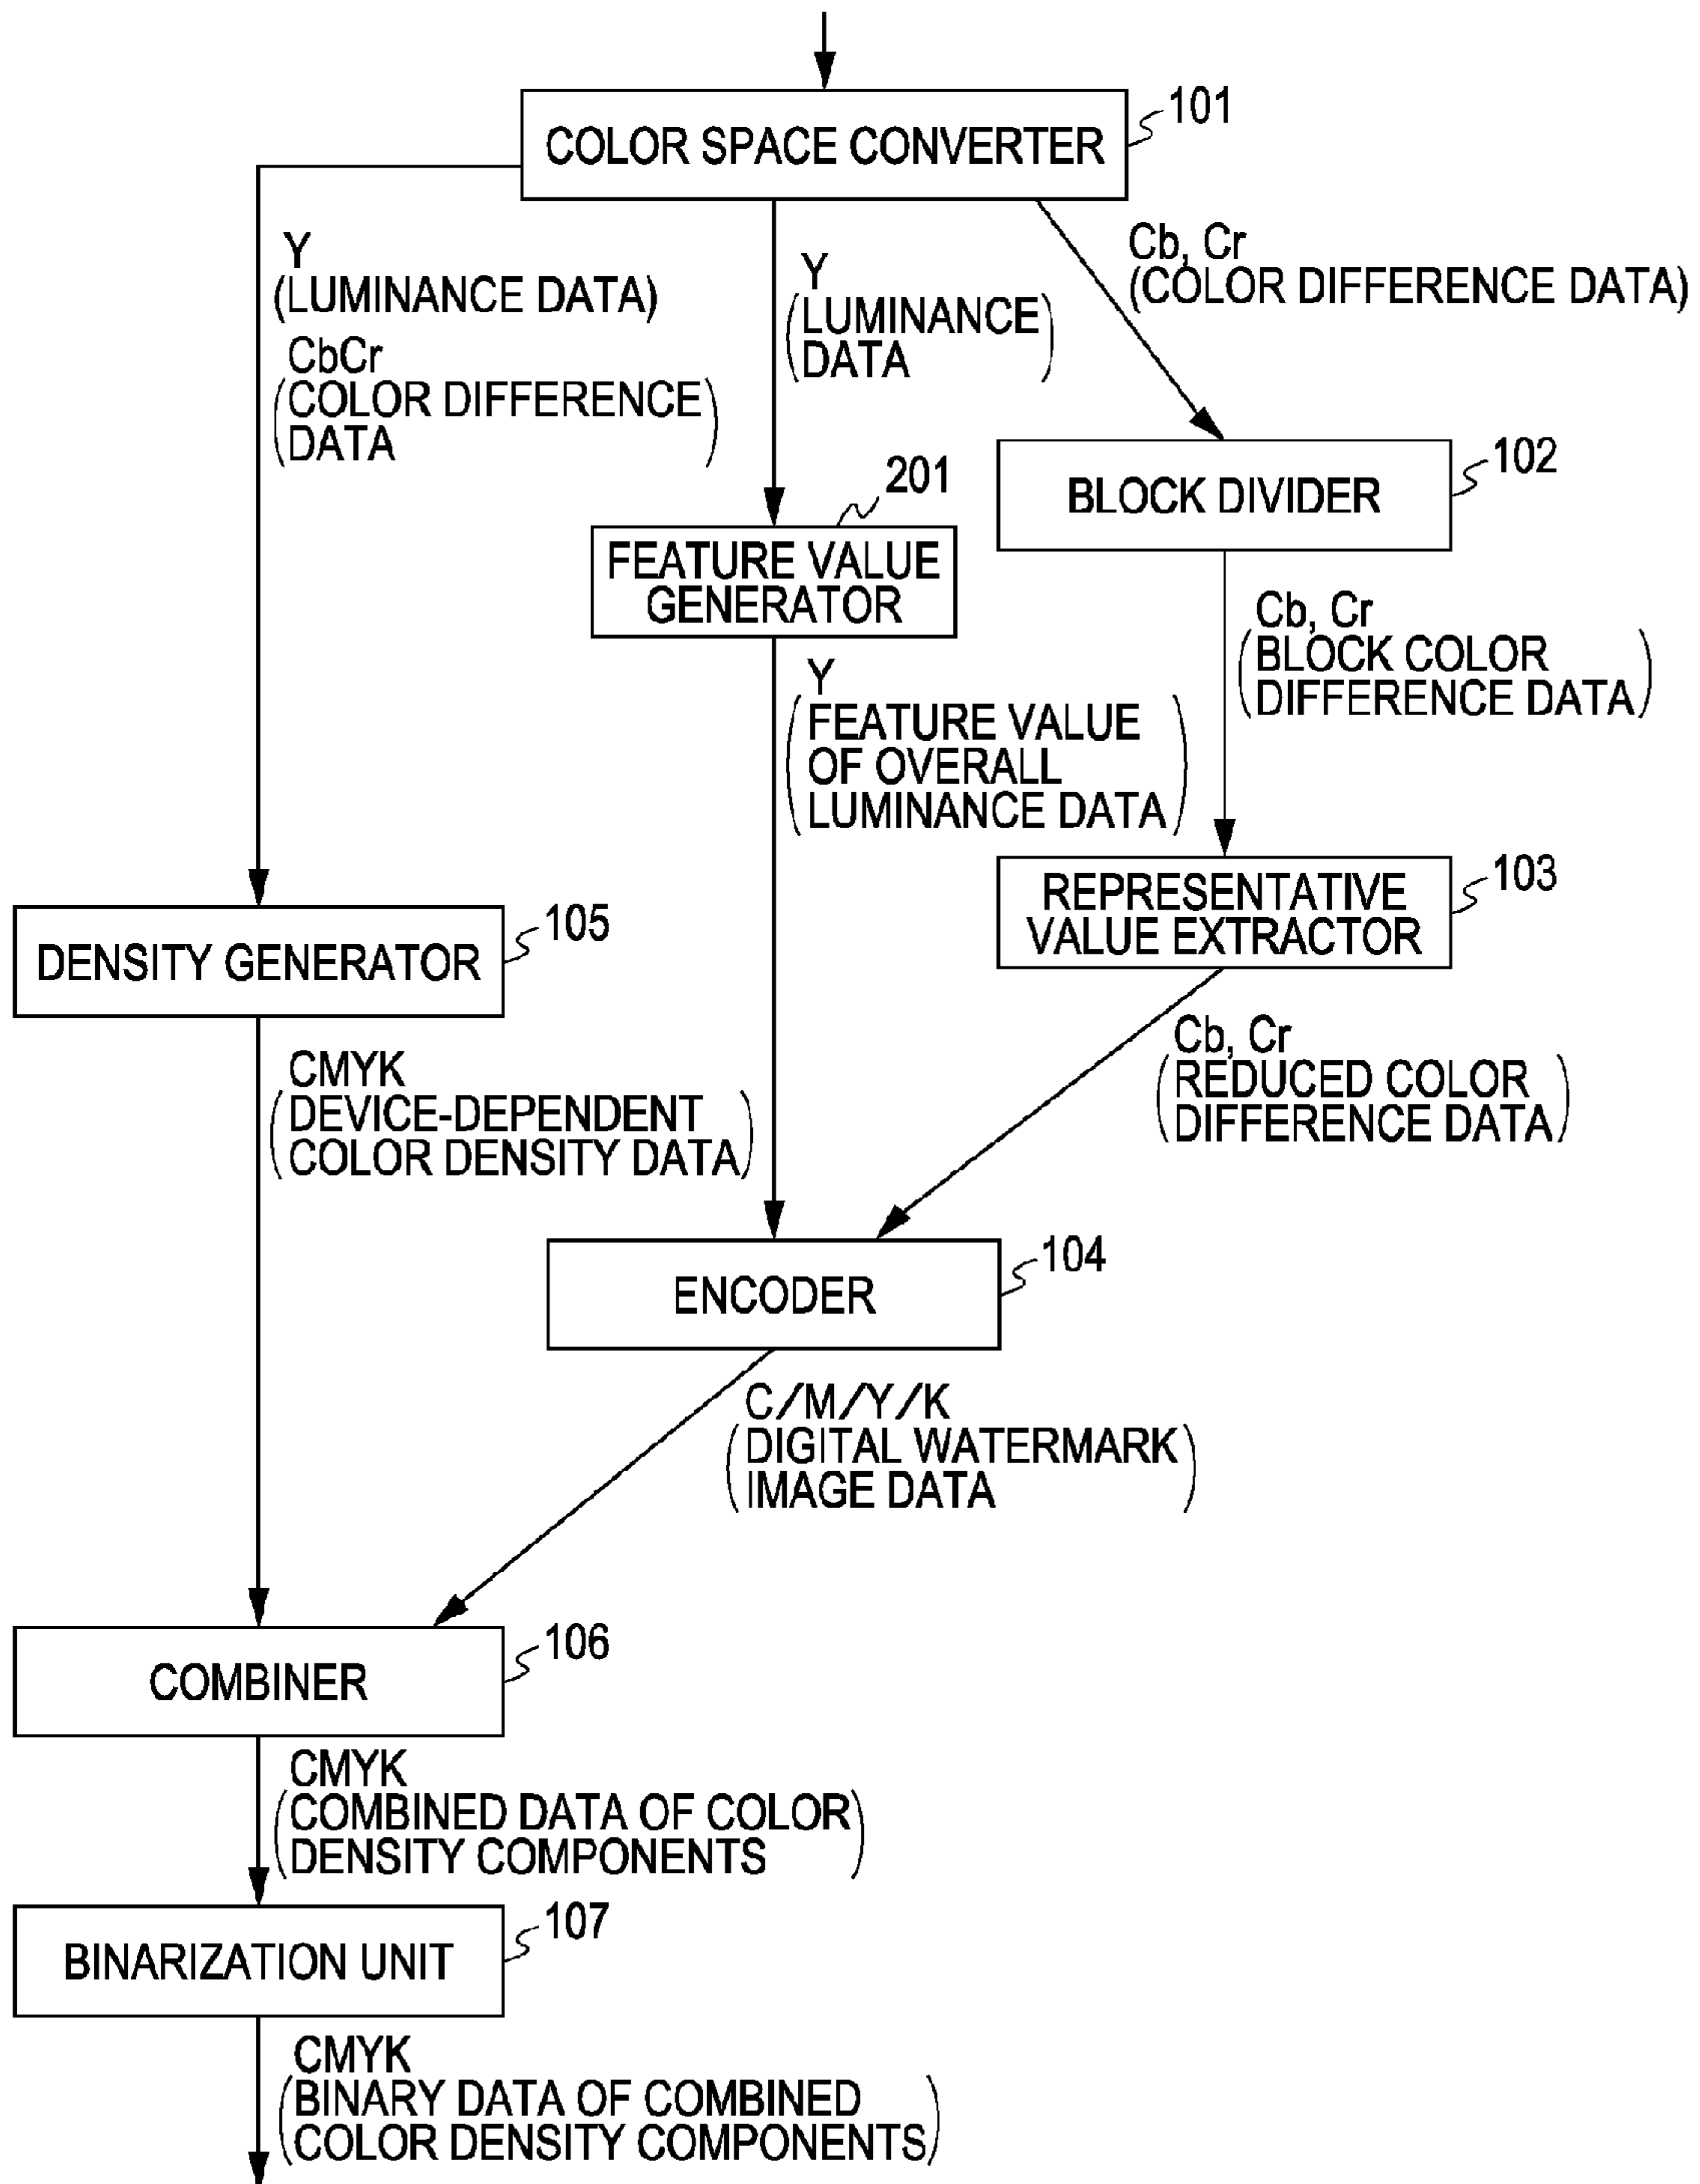 COLOR SPACE CONVERTER
101
Y
(LUMINANCE DATA)
CbCr
(COLOR DIFFERENCE
DATA)
Y
(LUMINANCE
DATA)
Cb, Cr
(COLOR DIFFERENCE DATA)
BLOCK DIVIDER
102
201
FEATURE VALUE
GENERATOR
Cb, Cr
(BLOCK COLOR
DIFFERENCE DATA)
Y
(FEATURE VALUE
OF OVERALL
LUMINANCE DATA)
REPRESENTATIVE
VALUE EXTRACTOR
103
DENSITY GENERATOR
105
Cb, Cr
(REDUCED COLOR
DIFFERENCE DATA)
CMYK
(DEVICE-DEPENDENT
COLOR DENSITY DATA)
ENCODER
104
C/M/Y/K
(DIGITAL WATERMARK
IMAGE DATA)
COMBINER
106
CMYK
(COMBINED DATA OF COLOR
DENSITY COMPONENTS)
BINARIZATION UNIT
107
CMYK
(BINARY DATA OF COMBINED
COLOR DENSITY COMPONENTS)